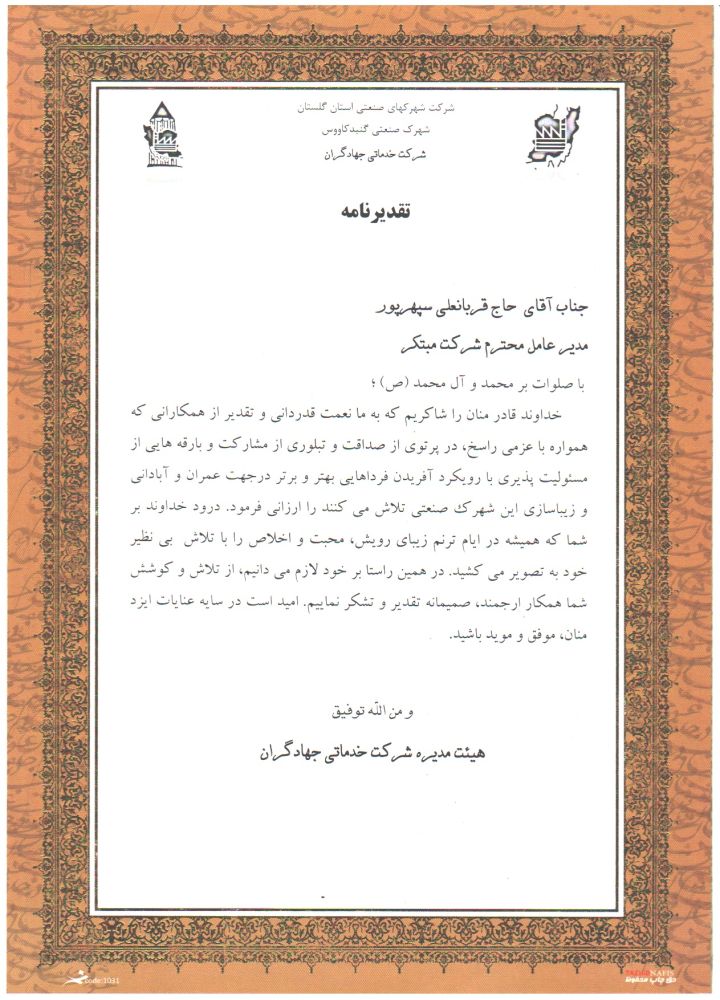 شرکت شهرکهای صنعتی استان گلستان
شهرک صنعتی گنبدکاووس
شرکت خدماتی جهادگران
تقدیرنامه
جناب آقای حاج قربانعلی سپهرپور
مدیر عامل محترم شرکت مبتکر
با صلوات بر محمد و آل محمد (ص) ؛
خداوند قادر منان را شاکریم که به ما نعمت قدردانی و تقدیر از همکارانی که
همواره با عزمی راسخ، در پرتوی از صداقت و تبلوری از مشارکت و بارقه هایی از
مسئولیت پذیری با رویکرد آفریدن فرداهایی بهتر و برتر درجهت عمران و آبادانی
و زیباسازی این شهرک صنعتی تلاش می کنند را ارزانی فرمود. درود خداوند بر
شما که همیشه در ایام ترنم زیبای رویش، محبت و اخلاص را با تلاش بی نظیر
خود به تصویر می کشید. در همین راستا بر خود لازم می دانیم، از تلاش و کوشش
شما همکار ارجمند، صمیمانه تقدیر و تشکر نماییم. امید است در سایه عنایات ایزد
منان، موفق و موید باشید.
و من الله توفیق
هیئت مدیره شرکت خدماتی جهادگران
code:1031
NAFIS
حق چاپ محفوظ